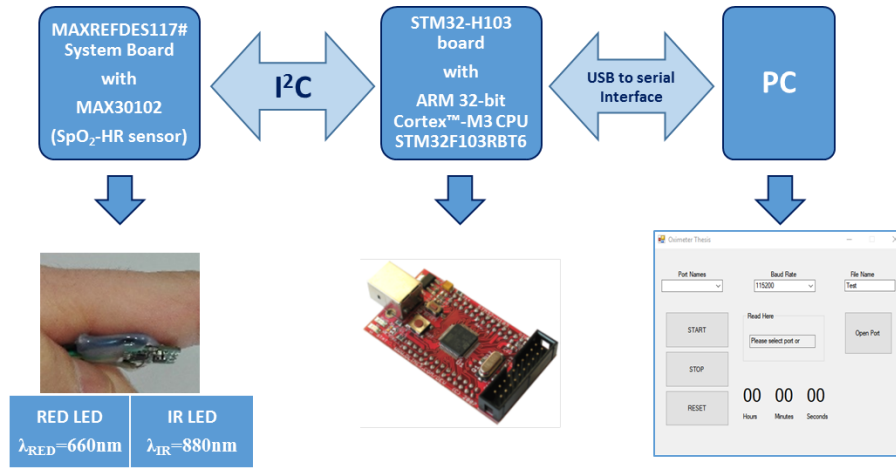 MAXREFDES117#
System Board
with
MAX30102
(SpO₂-HR sensor)
I²C
STM32-H103
board
with
ARM 32-bit
Cortex™-M3 CPU
STM32F103RBT6
USB to serial
Interface
PC
RED LED
λRED=660nm
IR LED
λIR=880nm
Oximeter Thesis
Port Names
Baud Rate
File Name
115200
Test
START
Read Here
Please select port or
Open Port
STOP
RESET
00 00 00
Hours Minutes Seconds